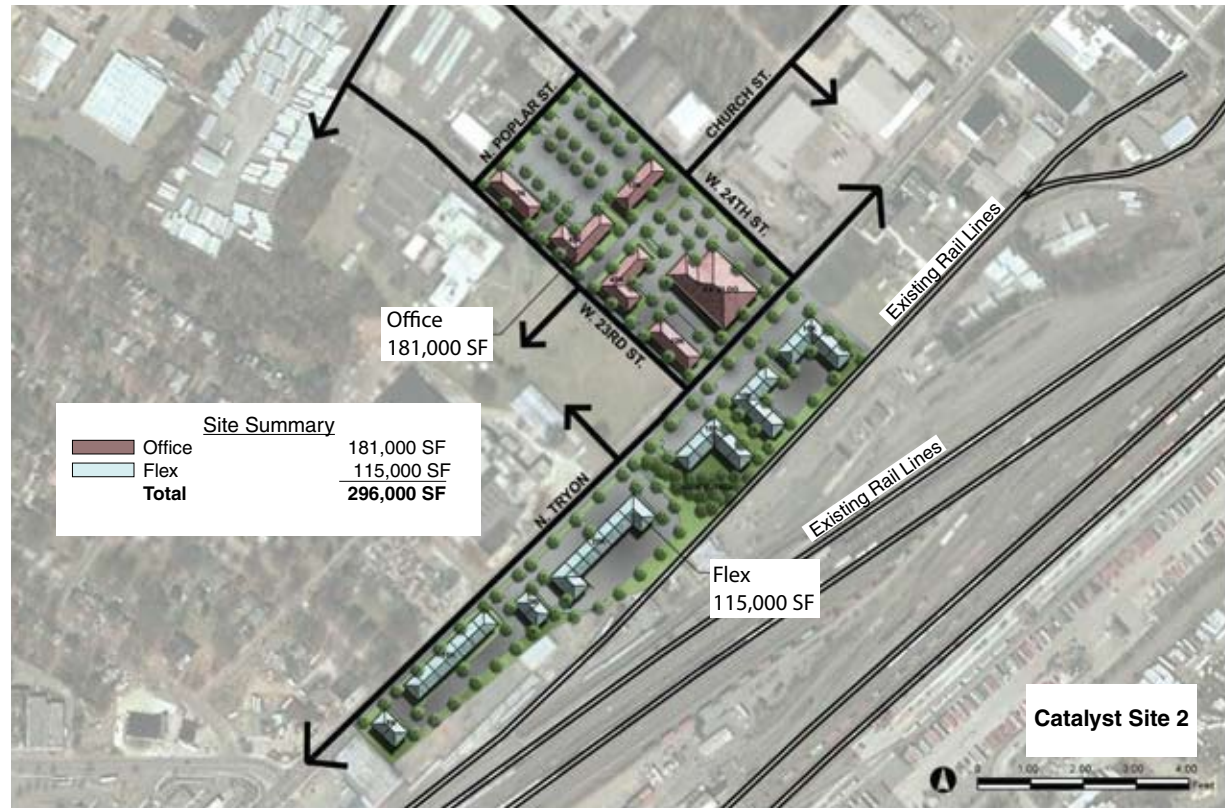 N. POPLAR ST.
CHURCH ST.
W. 24TH ST.
Existing Rail Lines
Office
181,000 SF
W. 23RD ST.
Site Summary
Office 181,000 SF
Flex 115,000 SF
Total 296,000 SF
N. TRYON
Existing Rail Lines
Flex
115,000 SF
Catalyst Site 2
Feet